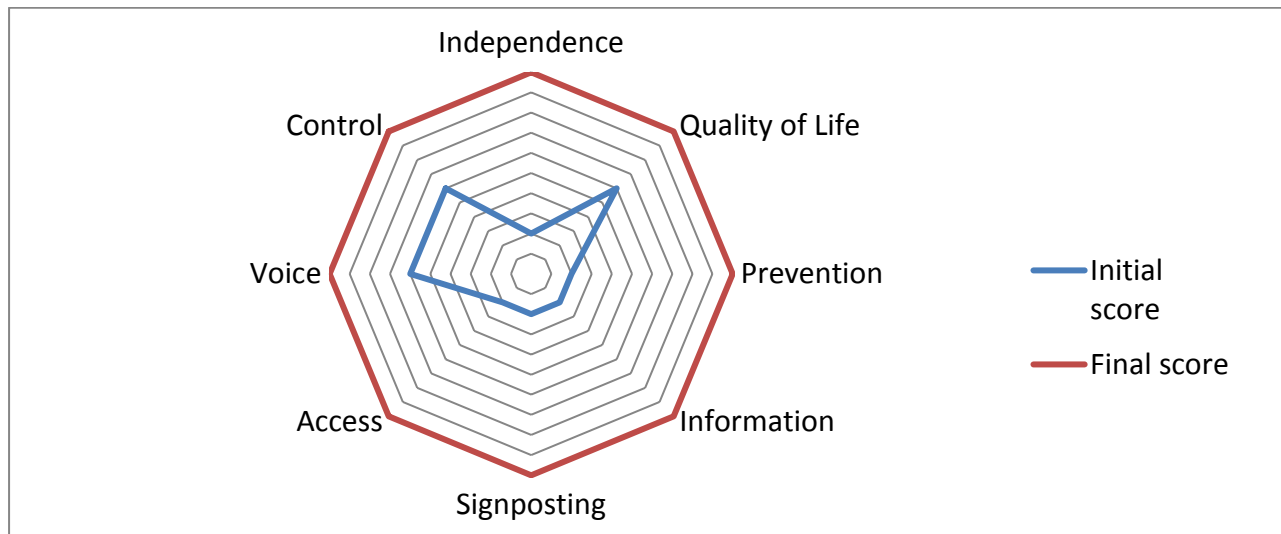 Independence
Control
Quality of Life
Voice
Prevention
Access
Information
Signposting
Initial
score
Final score